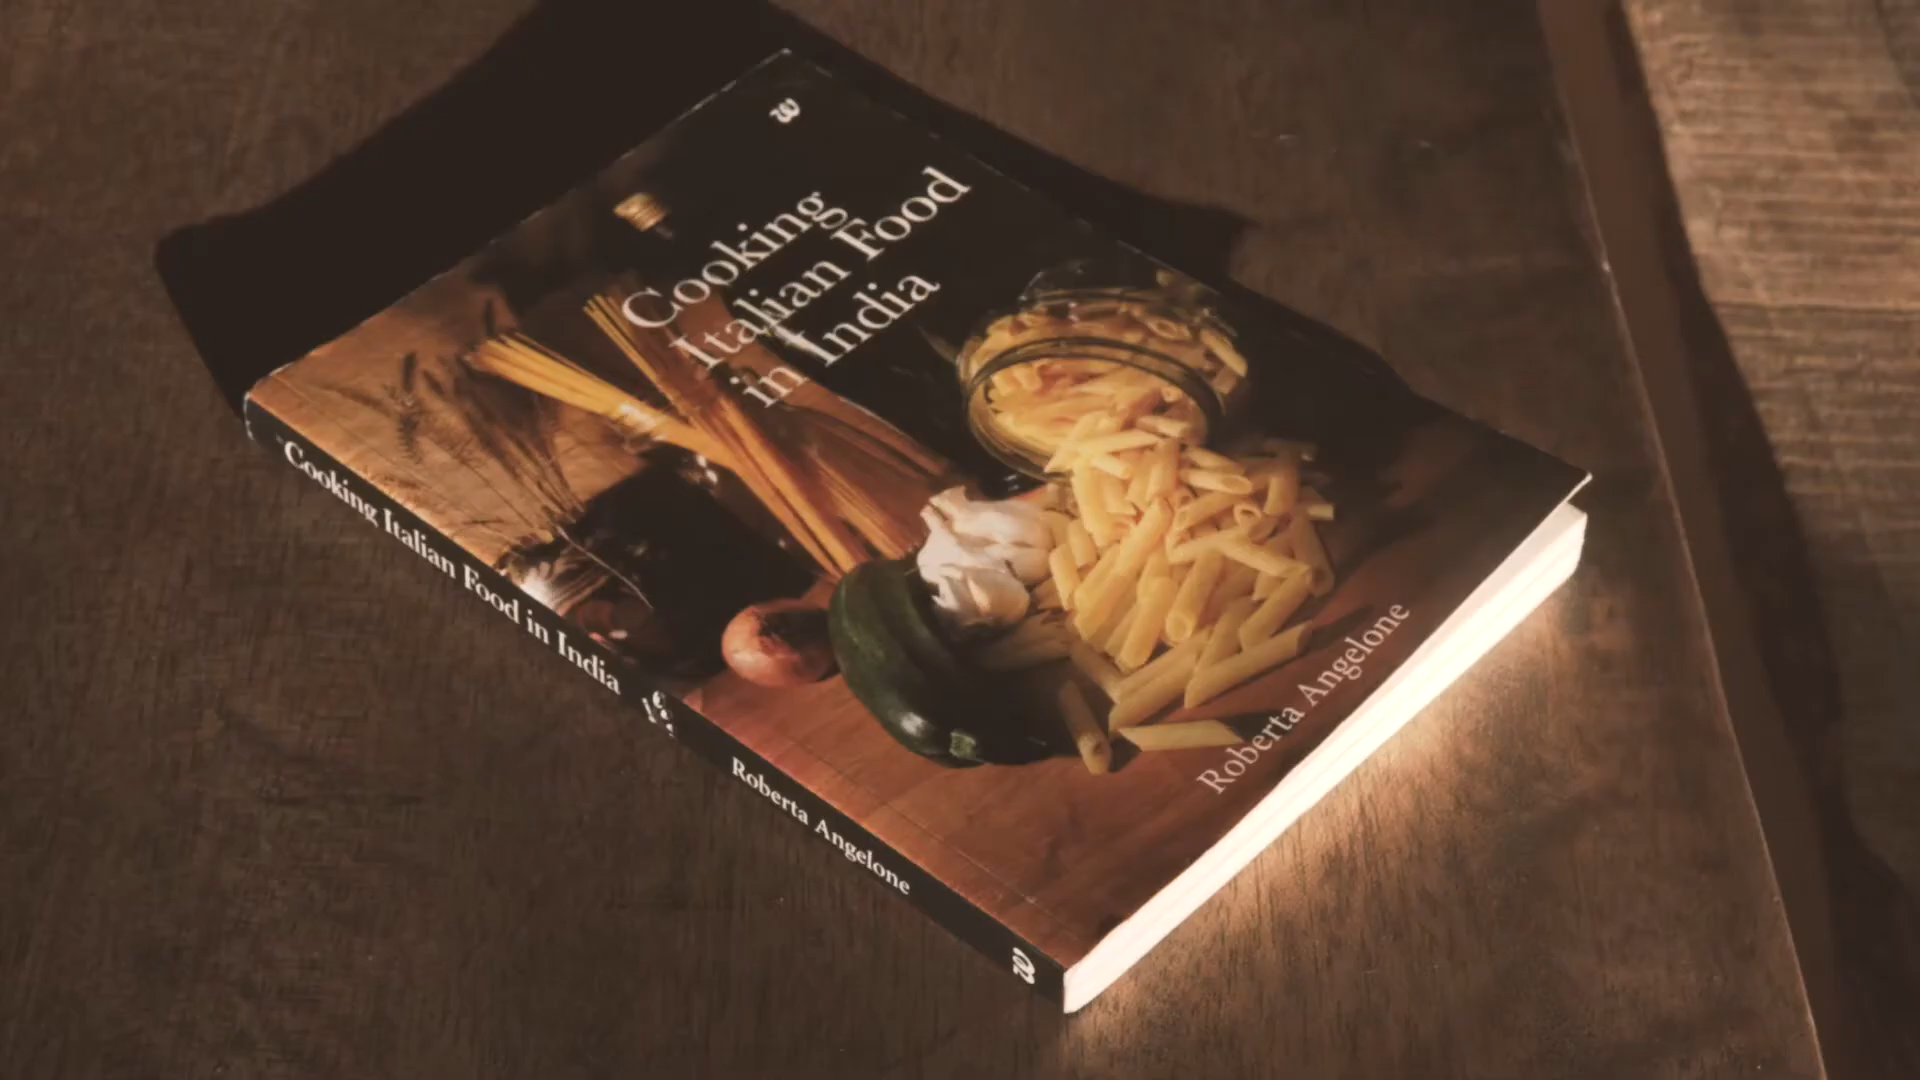 w
Cooking
Italian Food
in India
Roberta Angelone
Cooking Italian Food in India
Roberta Angelone
w